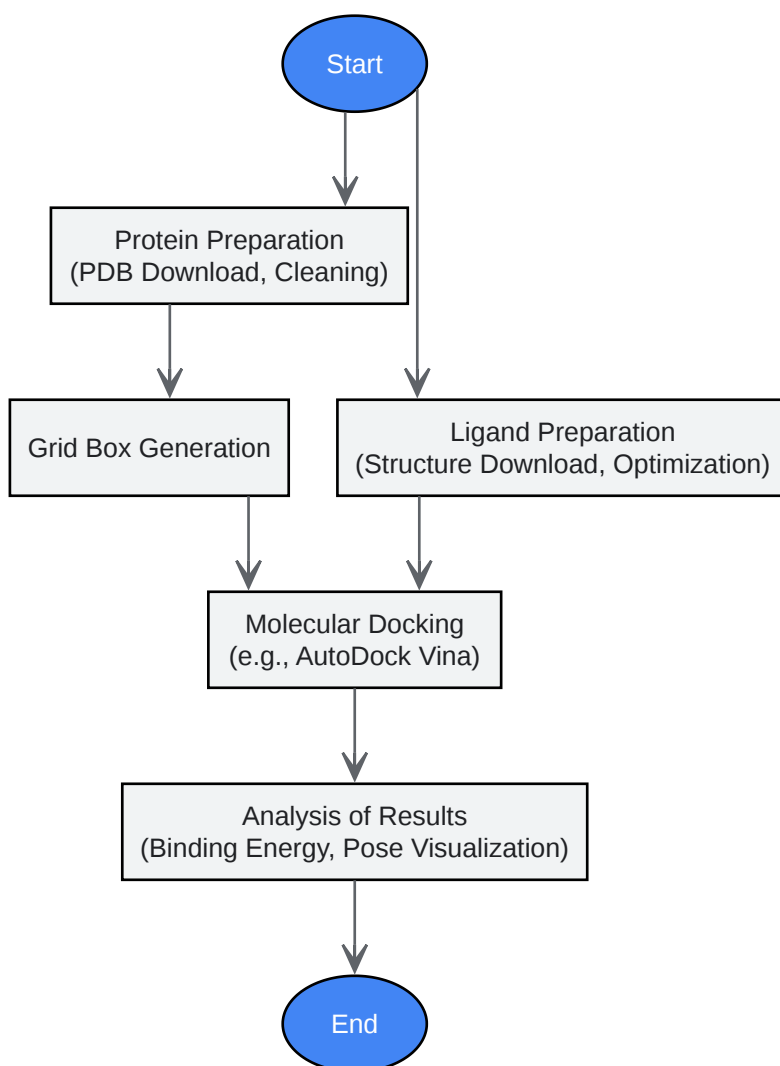 Start
Protein Preparation
(PDB Download, Cleaning)
Grid Box Generation
Ligand Preparation
(Structure Download, Optimization)
Molecular Docking
(e.g., AutoDock Vina)
Analysis of Results
(Binding Energy, Pose Visualization)
End